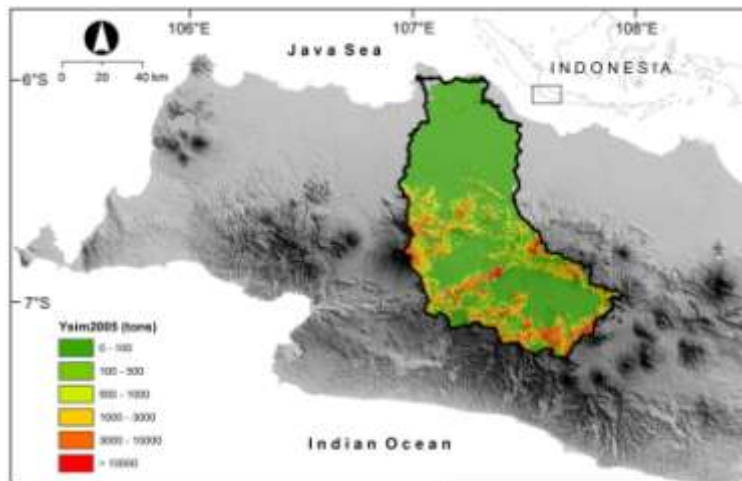 106°E
107°E
108°E
Java Sea
INDONESIA
0 20 40 km
6°S
7°S
Ysim2005 (tons)
0 - 100
100 - 500
500 - 1000
1000 - 3000
3000 - 10000
> 10000
Indian Ocean